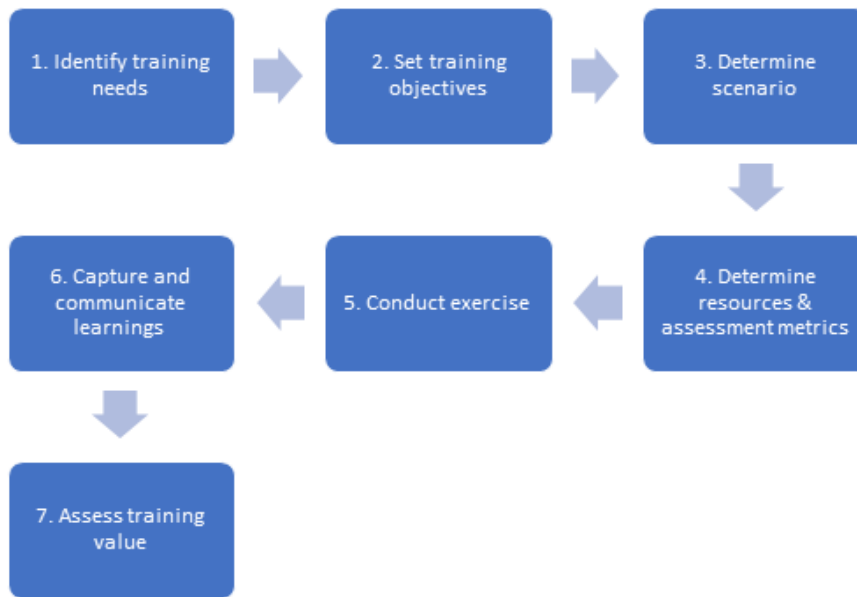 1. Identify training
needs
2. Set training
objectives
3. Determine
scenario
4. Determine
resources &
assessment metrics
5. Conduct exercise
6. Capture and
communicate
learnings
7. Assess training
value